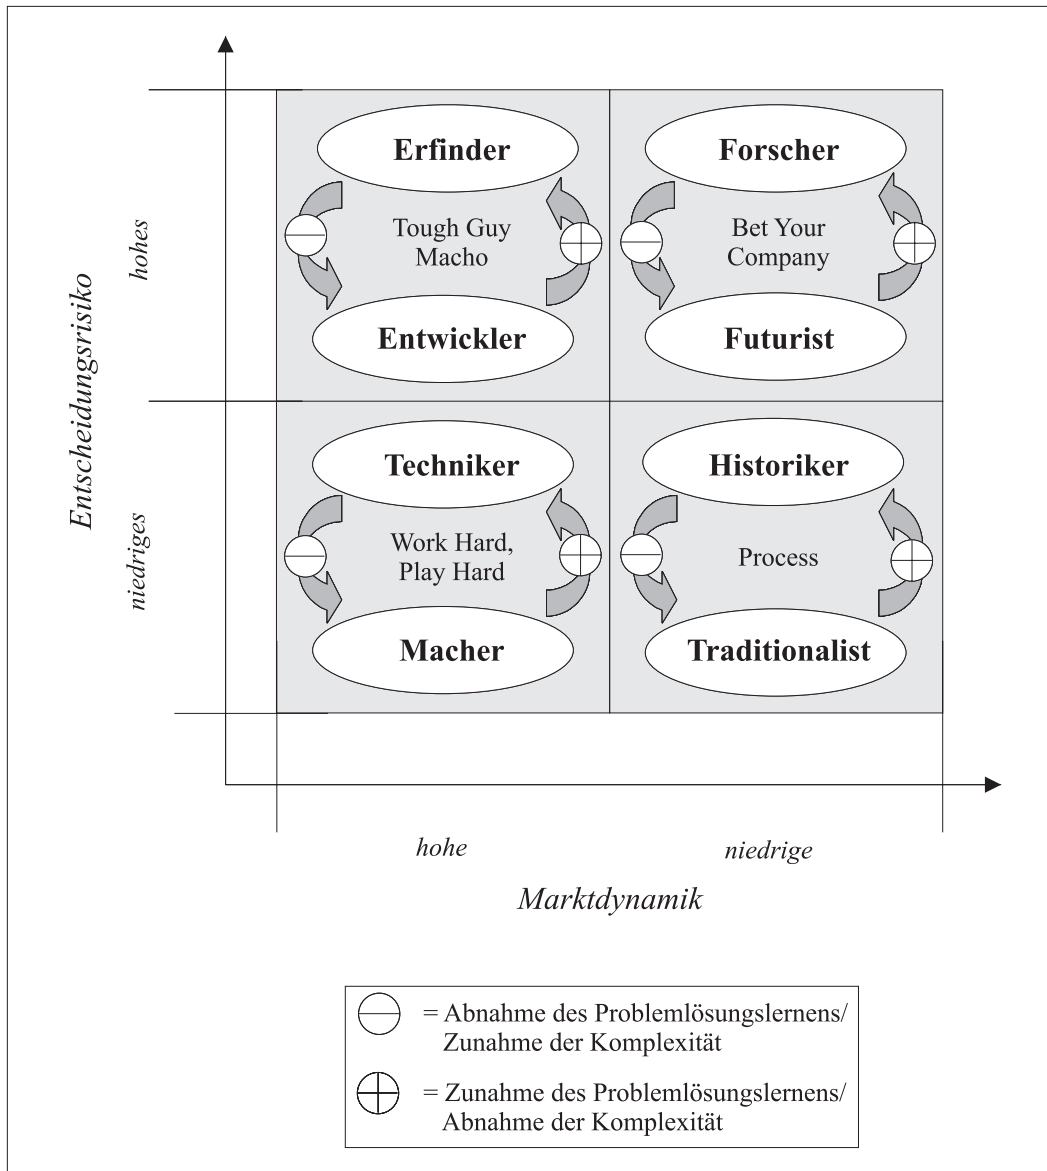 Entscheidungsrisiko
hohes
niedriges
Erfinder
Tough Guy
Macho
Entwickler
Forscher
Bet Your
Company
Futurist
Techniker
Work Hard,
Play Hard
Macher
Historiker
Process
Traditionalist
hohe
niedrige
Marktdynamik
= Abnahme des Problemlösungslernens/
Zunahme der Komplexität
= Zunahme des Problemlösungslernens/
Abnahme der Komplexität